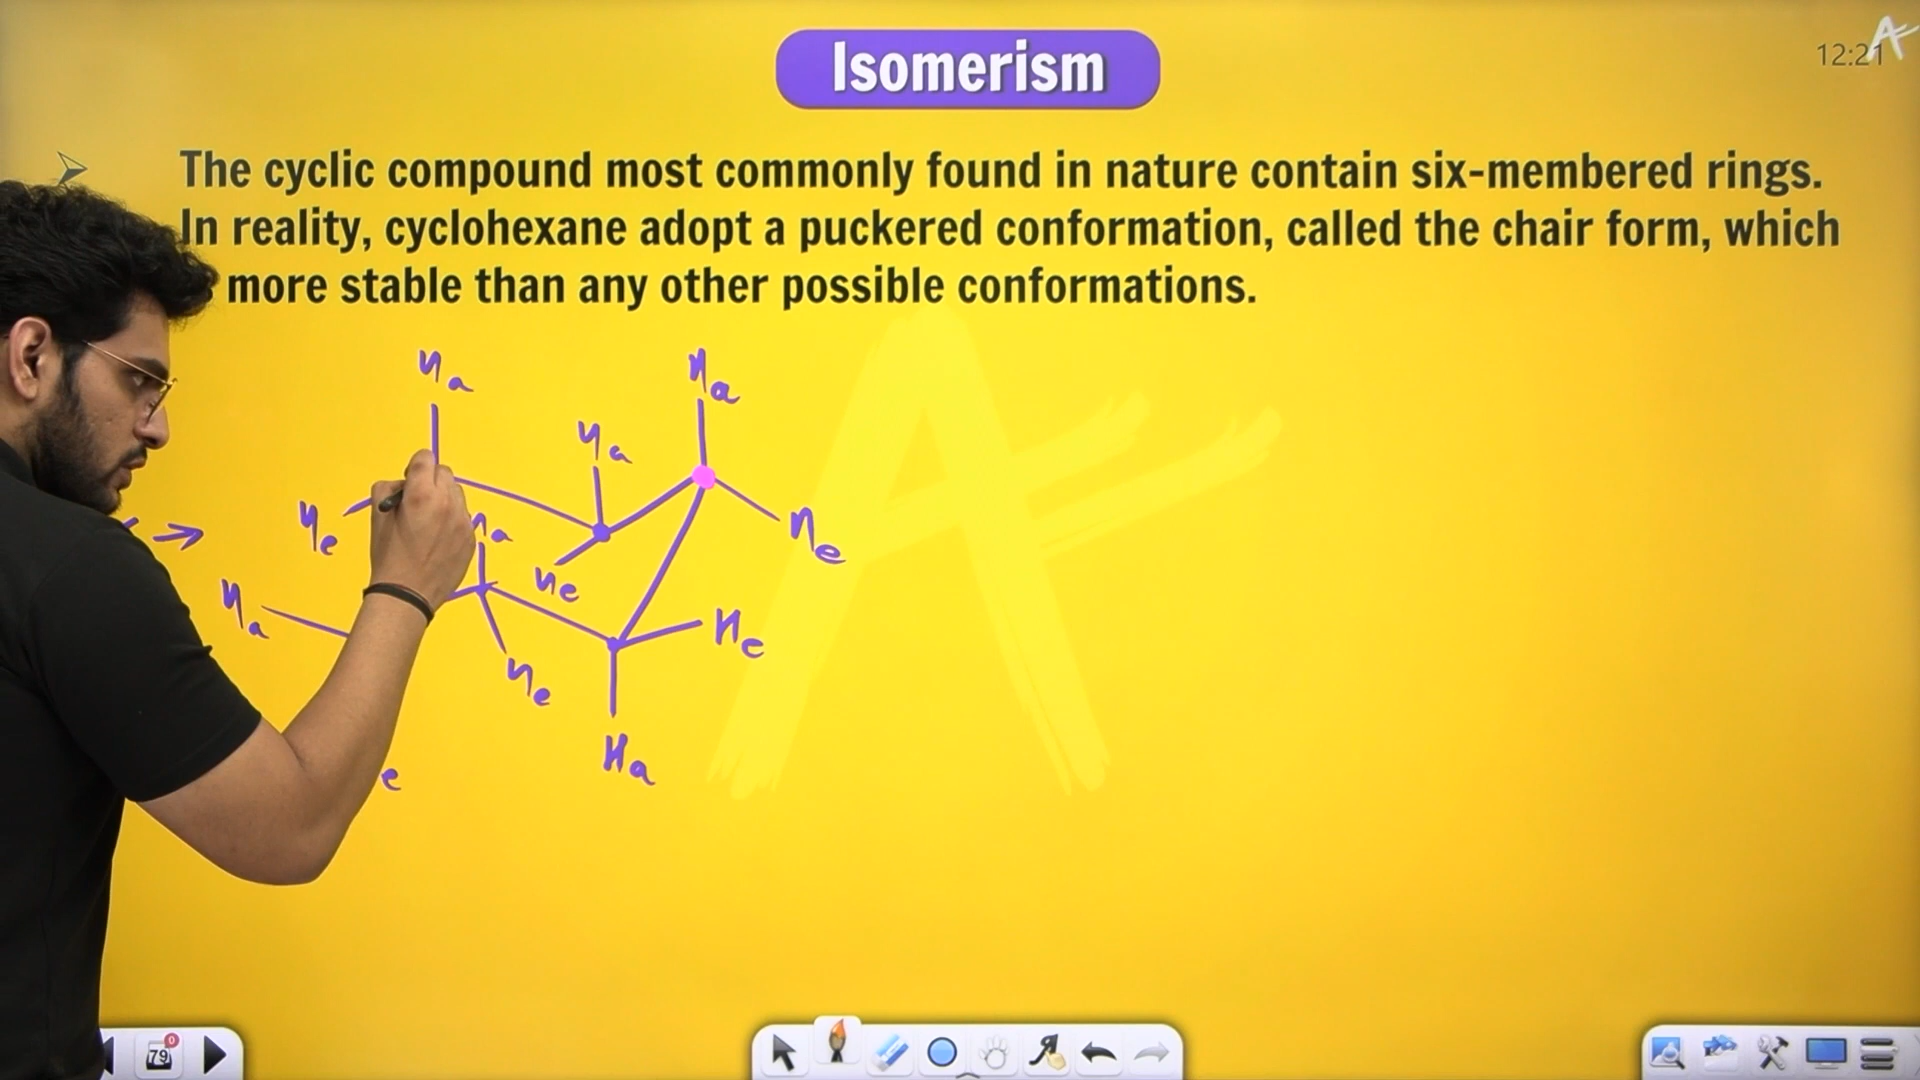 Isomerism
12:21
The cyclic compound most commonly found in nature contain six-membered rings.
In reality, cyclohexane adopt a puckered conformation, called the chair form, which
more stable than any other possible conformations.
Ha
Ha
Ha
He
Ha
He
He
Ha
He
He
Ha
e
79
0